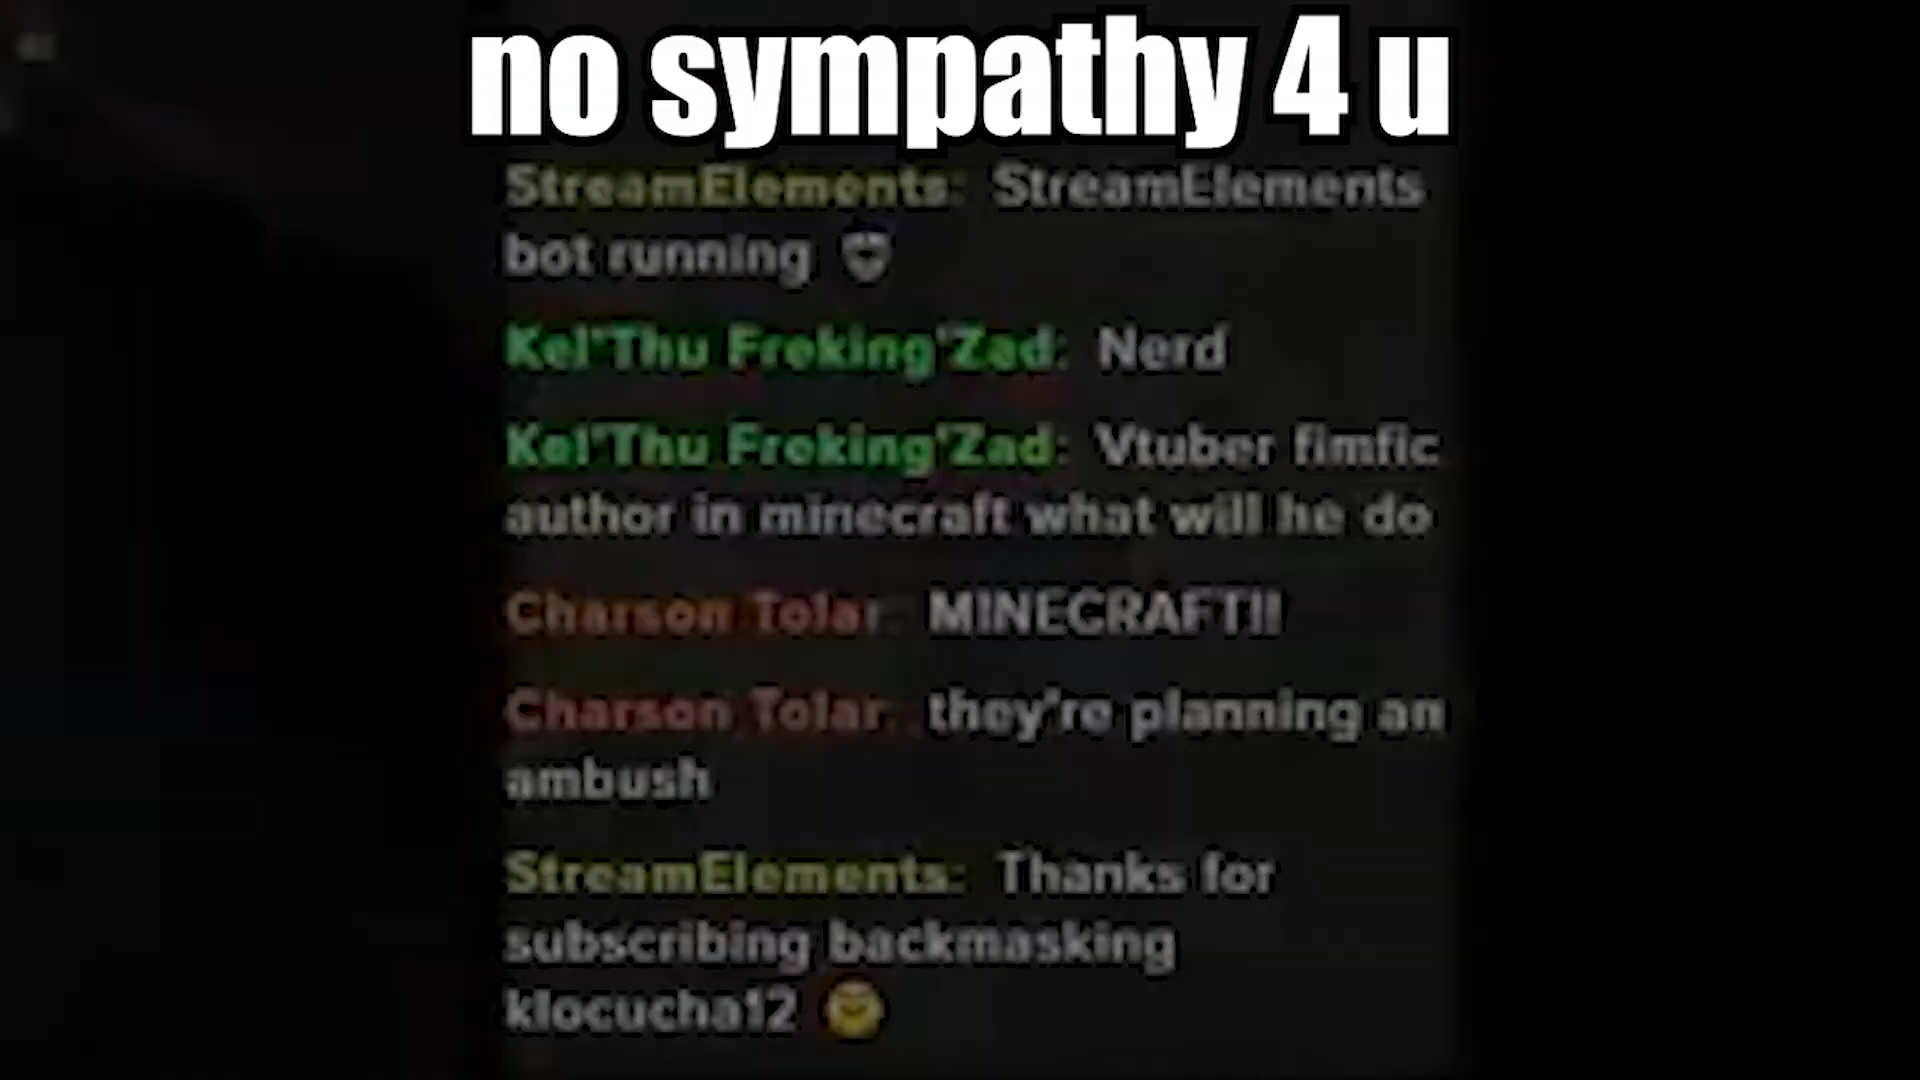 no sympathy 4 u
StreamElements: StreamElements
bot running
Kel'Thu Freking'Zad: Nerd
Kel'Thu Freking'Zad: Vtuber fimfic
author in minecraft what will he do
Charson Tolar: MINECRAFT!!
Charson Tolar: they're planning an
ambush
StreamElements: Thanks for
subscribing backmasking
klocucha12